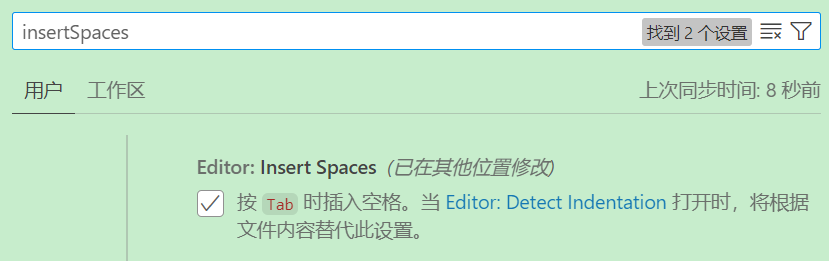 insertSpaces
找到 2 个设置
用户 工作区 上次同步时间: 8 秒前
Editor: Insert Spaces (已在其他位置修改)
按 Tab 时插入空格。当 Editor: Detect Indentation 打开时，将根据
文件内容替代此设置。